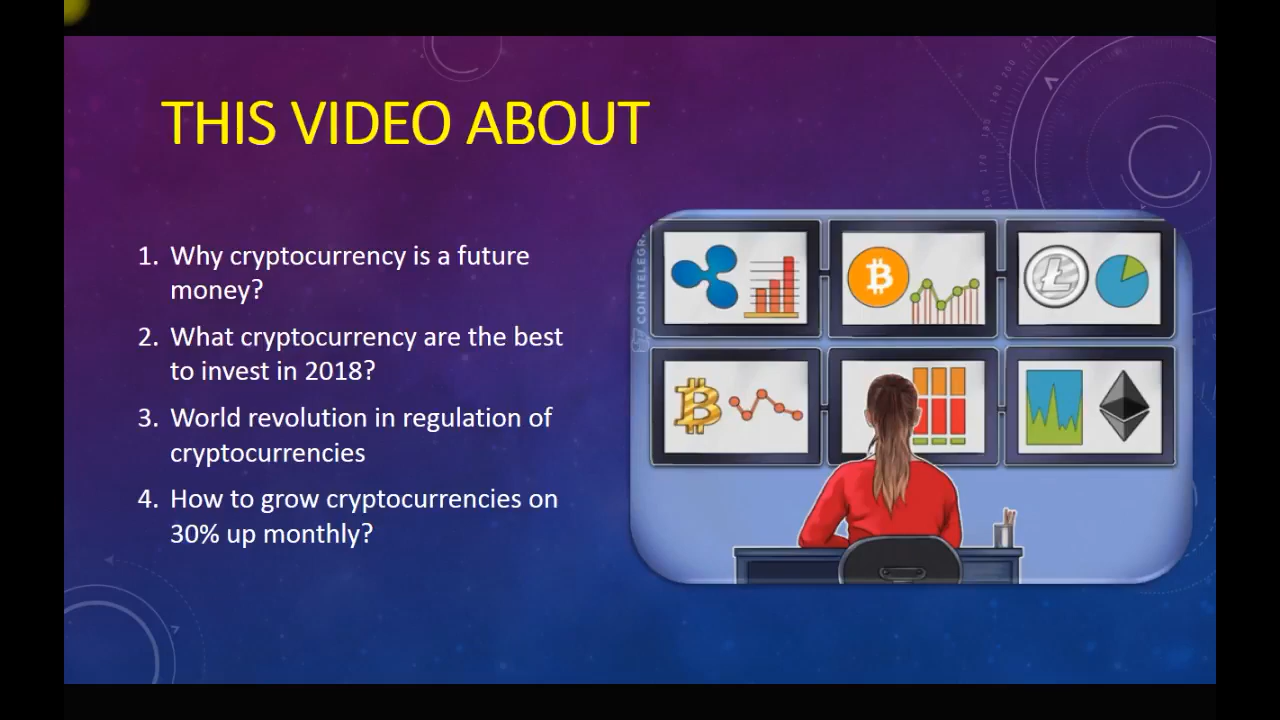 THIS VIDEO ABOUT
1. Why cryptocurrency is a future
money?
2. What cryptocurrency are the best
to invest in 2018?
3. World revolution in regulation of
cryptocurrencies
4. How to grow cryptocurrencies on
30% up monthly?